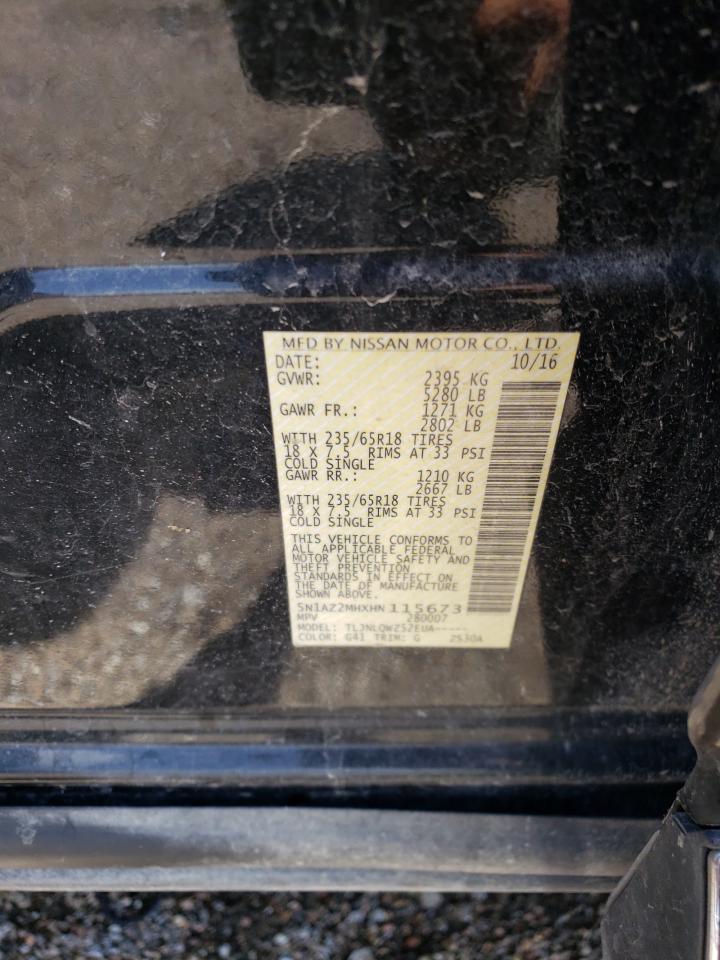 MFD BY NISSAN MOTOR CO., LTD.
DATE: 10/16
GVWR: 2395 KG
5280 LB
GAWR FR.: 1271 KG
2802 LB
WITH 235/65R18 TIRES
18 X 7.5 RIMS AT 33 PSI
COLD SINGLE
GAWR RR.: 1210 KG
2667 LB
WITH 235/65R18 TIRES
18 X 7.5 RIMS AT 33 PSI
COLD SINGLE
THIS VEHICLE CONFORMS TO
ALL APPLICABLE FEDERAL
MOTOR VEHICLE SAFETY AND
THEFT PREVENTION
STANDARDS IN EFFECT ON
THE DATE OF MANUFACTURE
SHOWN ABOVE.
5N1AZ2MHXHN115673
MPV 280007
MODEL: TLJNLQWZ52EUA-----
COLOR: G41 TRIM: G 2530A